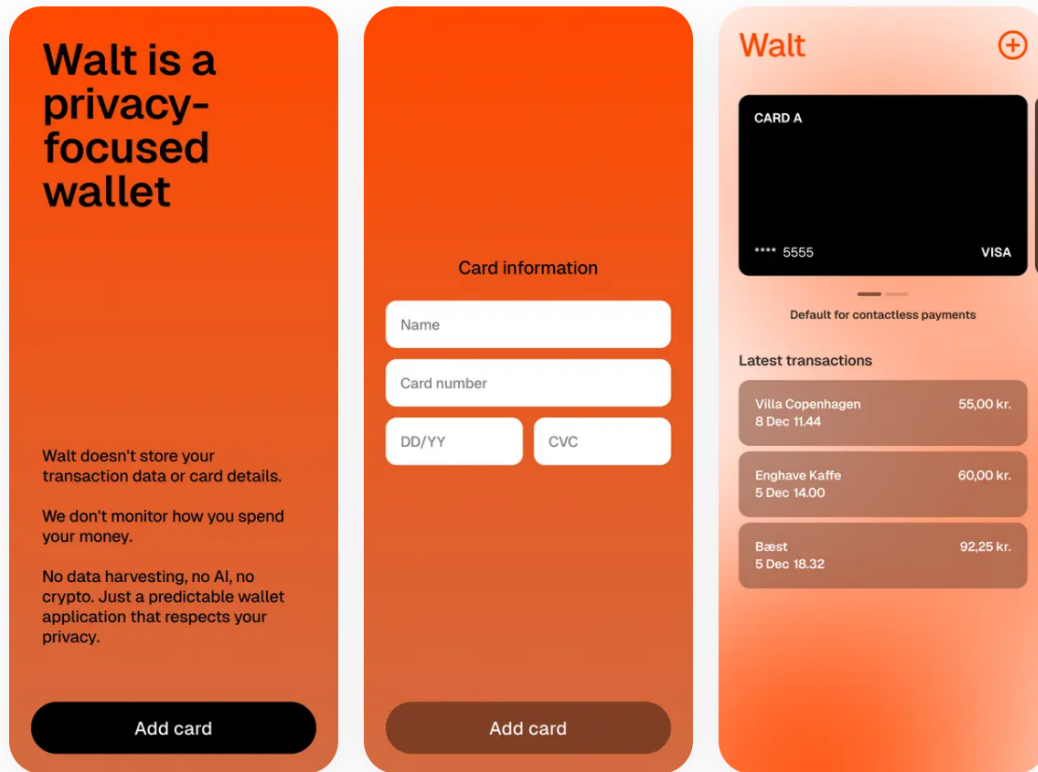 Walt is a
privacy-
focused
wallet
Walt doesn't store your
transaction data or card details.
We don't monitor how you spend
your money.
No data harvesting, no AI, no
crypto. Just a predictable wallet
application that respects your
privacy.
Add card
Card information
Name
Card number
DD/YY CVC
Add card
Walt
CARD A
**** 5555 VISA
Default for contactless payments
Latest transactions
Villa Copenhagen 55,00 kr.
8 Dec 11.44
Enghave Kaffe 60,00 kr.
5 Dec 14.00
Bæst 92,25 kr.
5 Dec 18.32